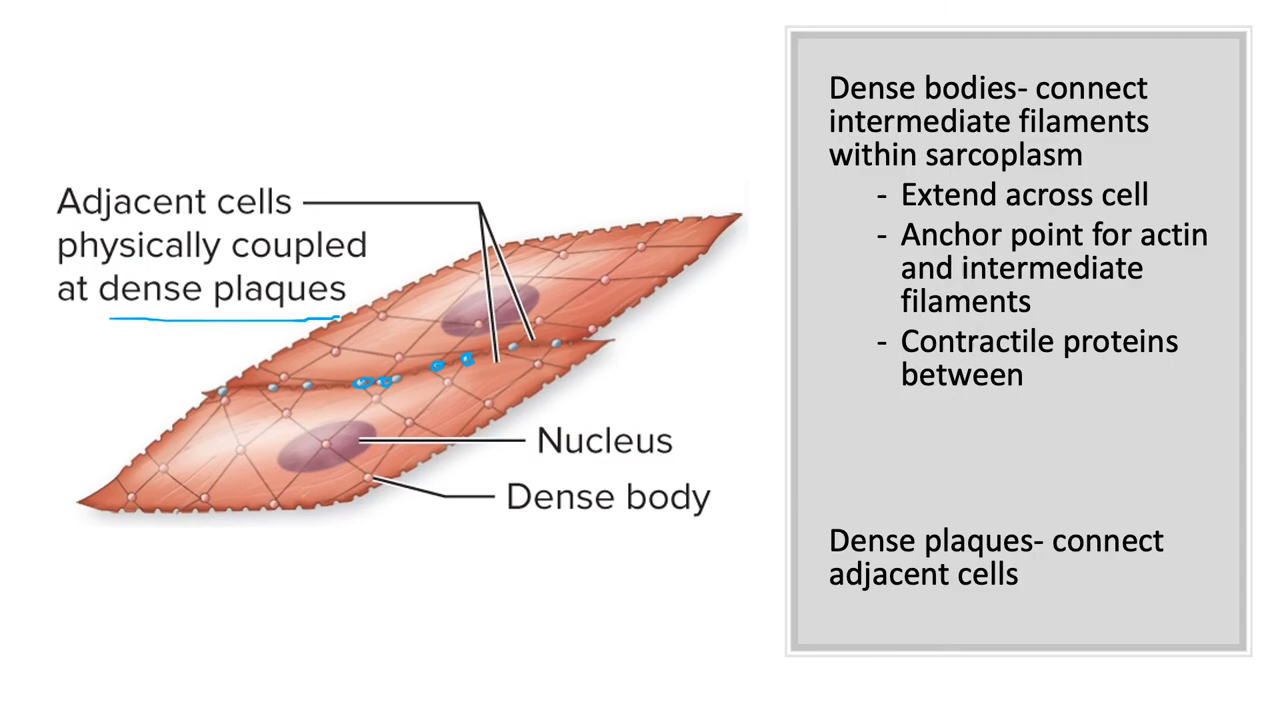 Adjacent cells
physically coupled
at dense plaques
Nucleus
Dense body
Dense bodies- connect
intermediate filaments
within sarcoplasm
- Extend across cell
- Anchor point for actin
and intermediate
filaments
- Contractile proteins
between
Dense plaques- connect
adjacent cells